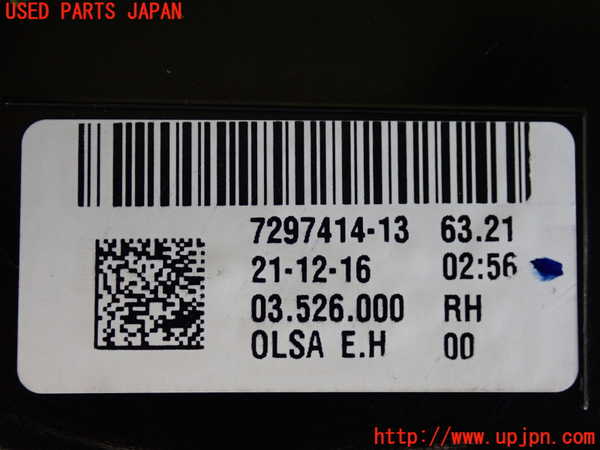 USED PARTS JAPAN
7297414-13 63.21
21-12-16 02:56
03.526.000 RH
OLSA E.H 00
http://www.upjpn.com